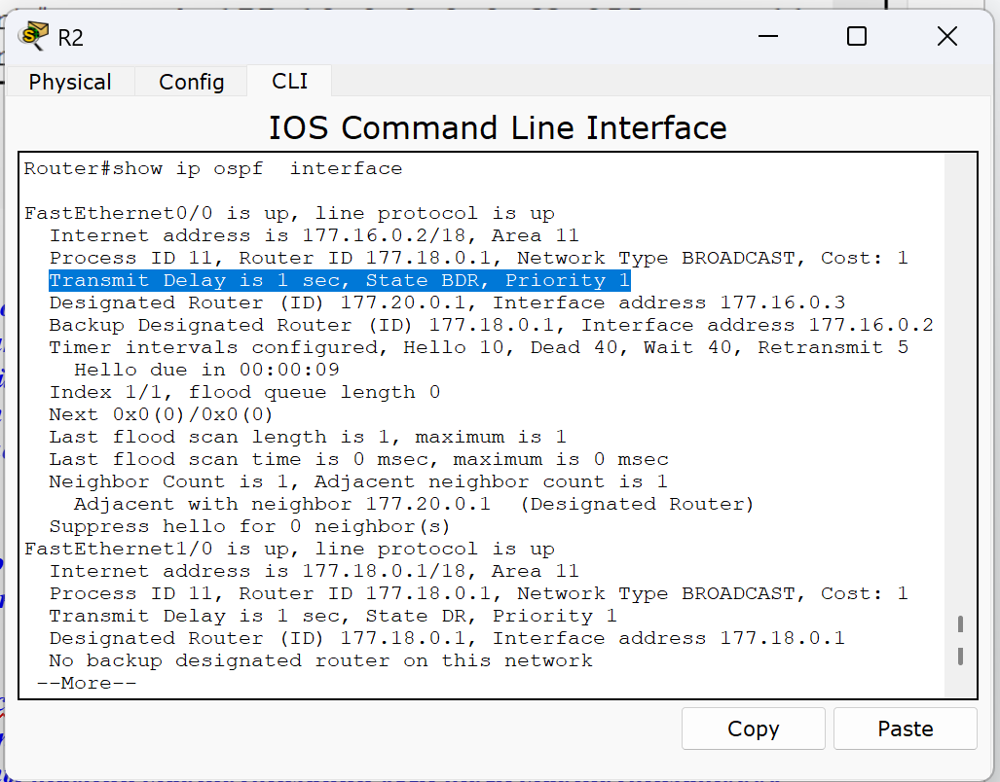 R2
Physical Config CLI
IOS Command Line Interface
Router#show ip ospf  interface
FastEthernet0/0 is up, line protocol is up
  Internet address is 177.16.0.2/18, Area 11
  Process ID 11, Router ID 177.18.0.1, Network Type BROADCAST, Cost: 1
  Transmit Delay is 1 sec, State BDR, Priority 1
  Designated Router (ID) 177.20.0.1, Interface address 177.16.0.3
  Backup Designated Router (ID) 177.18.0.1, Interface address 177.16.0.2
  Timer intervals configured, Hello 10, Dead 40, Wait 40, Retransmit 5
    Hello due in 00:00:09
  Index 1/1, flood queue length 0
  Next 0x0(0)/0x0(0)
  Last flood scan length is 1, maximum is 1
  Last flood scan time is 0 msec, maximum is 0 msec
  Neighbor Count is 1, Adjacent neighbor count is 1
    Adjacent with neighbor 177.20.0.1  (Designated Router)
  Suppress hello for 0 neighbor(s)
FastEthernet1/0 is up, line protocol is up
  Internet address is 177.18.0.1/18, Area 11
  Process ID 11, Router ID 177.18.0.1, Network Type BROADCAST, Cost: 1
  Transmit Delay is 1 sec, State DR, Priority 1
  Designated Router (ID) 177.18.0.1, Interface address 177.18.0.1
  No backup designated router on this network
 --More--
Copy Paste